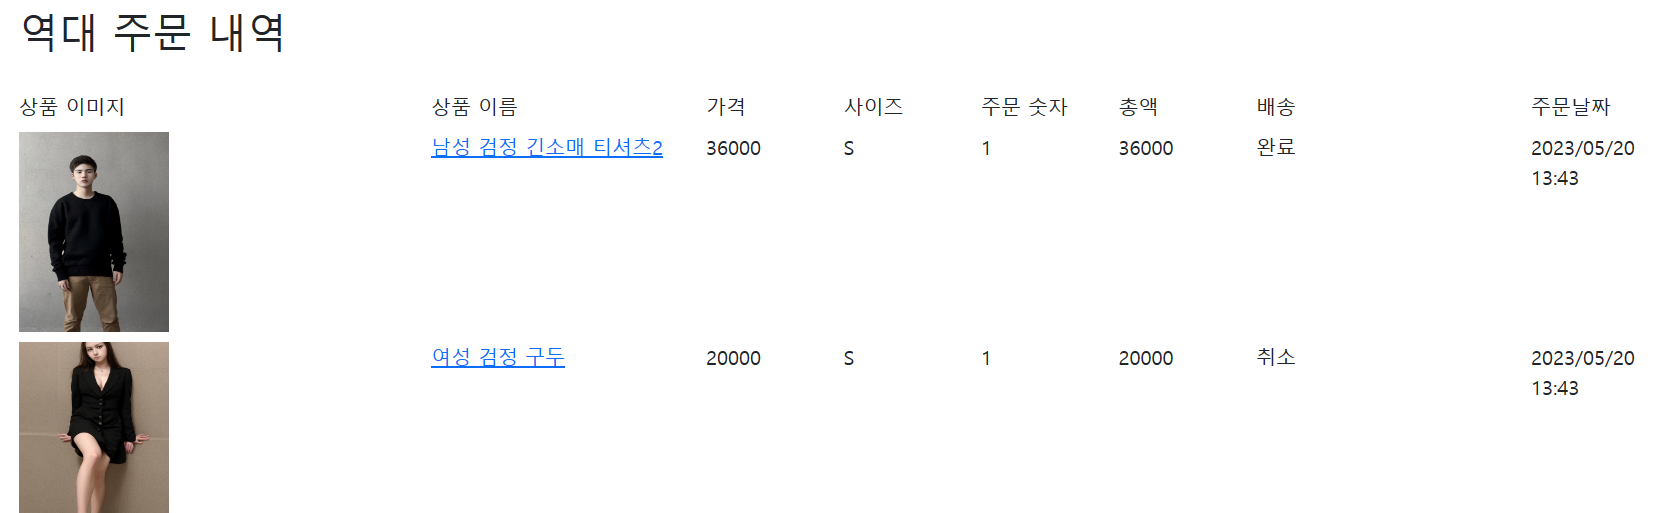 역대 주문 내역
상품 이미지 상품 이름 가격 사이즈 주문 숫자 총액 배송 주문날짜
남성 검정 긴소매 티셔츠2 36000 S 1 36000 완료 2023/05/20
13:43
여성 검정 구두 20000 S 1 20000 취소 2023/05/20
13:43